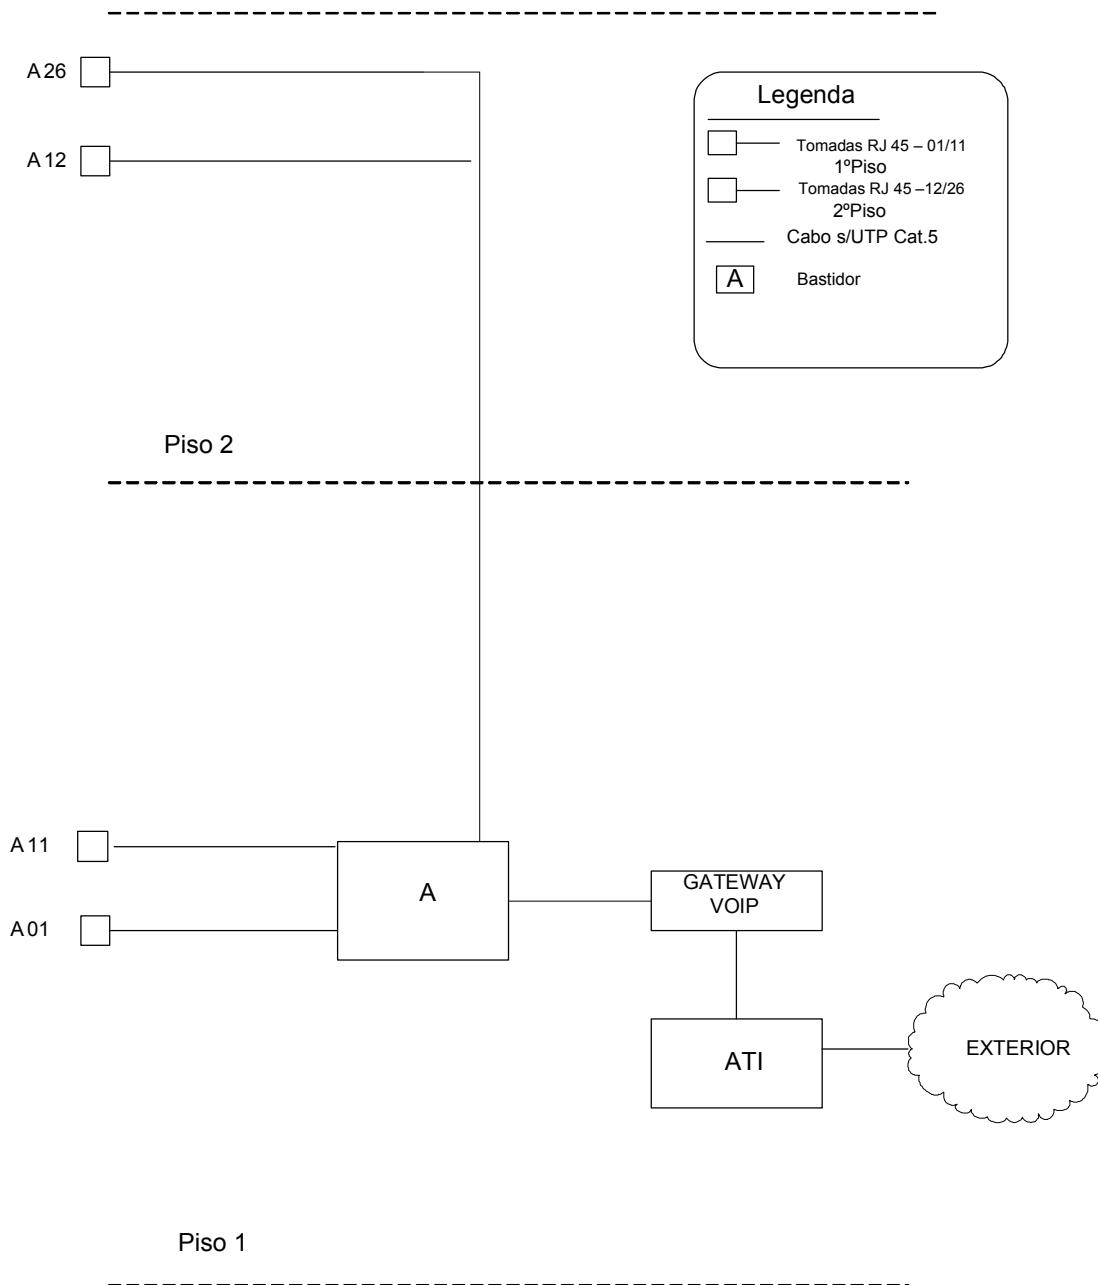 A 26
A 12
Legenda
Tomadas RJ 45 – 01/11
1ºPiso
Tomadas RJ 45 –12/26
2ºPiso
Cabo s/UTP Cat.5
A
Bastidor
Piso 2
A 11
A 01
A
GATEWAY
VOIP
ATI
EXTERIOR
Piso 1